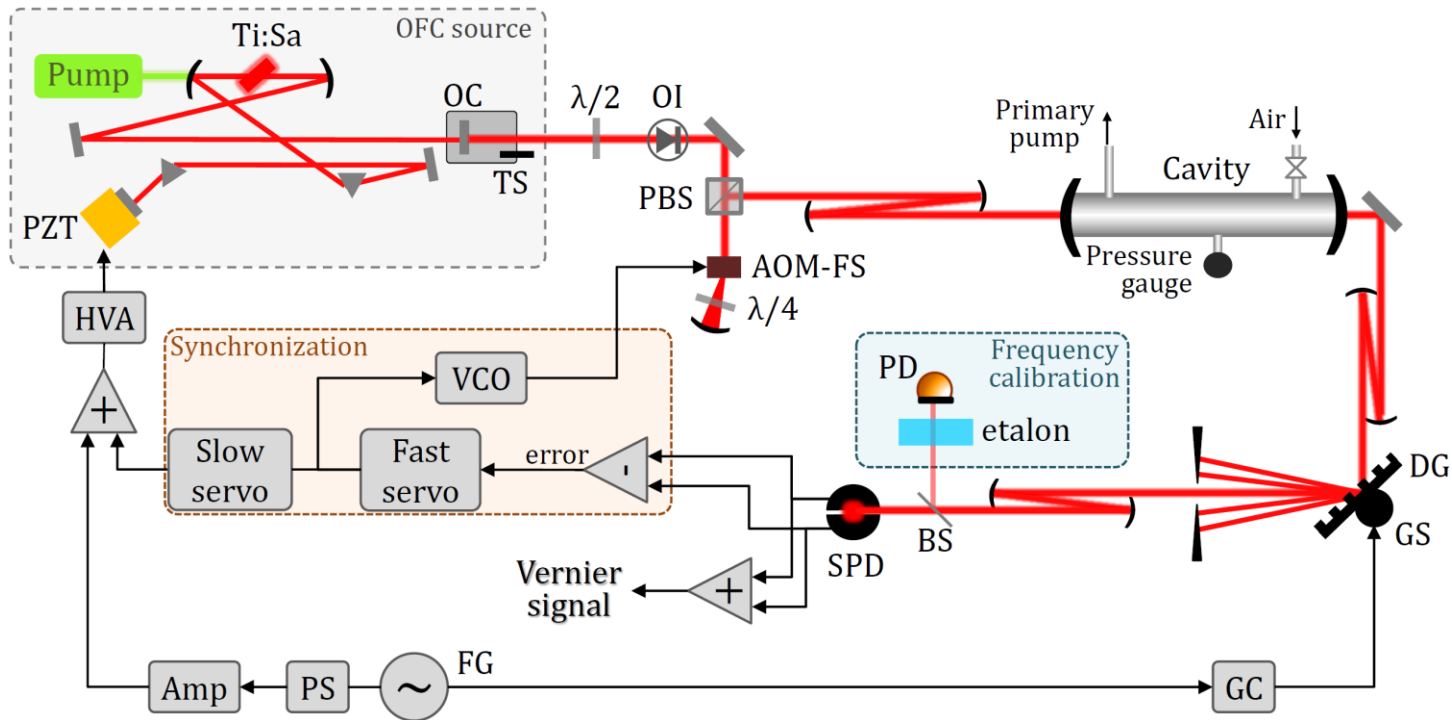 OFC source
Ti:Sa
Pump
OC
TS
PZT
λ/2
OI
PBS
AOM-FS
λ/4
Primary
pump
Air
Cavity
Pressure
gauge
HVA
+
Synchronization
VCO
Slow
servo
Fast
servo
error
-
Frequency
calibration
PD
etalon
BS
SPD
DG
GS
Vernier
signal
+
Amp
PS
~
FG
GC